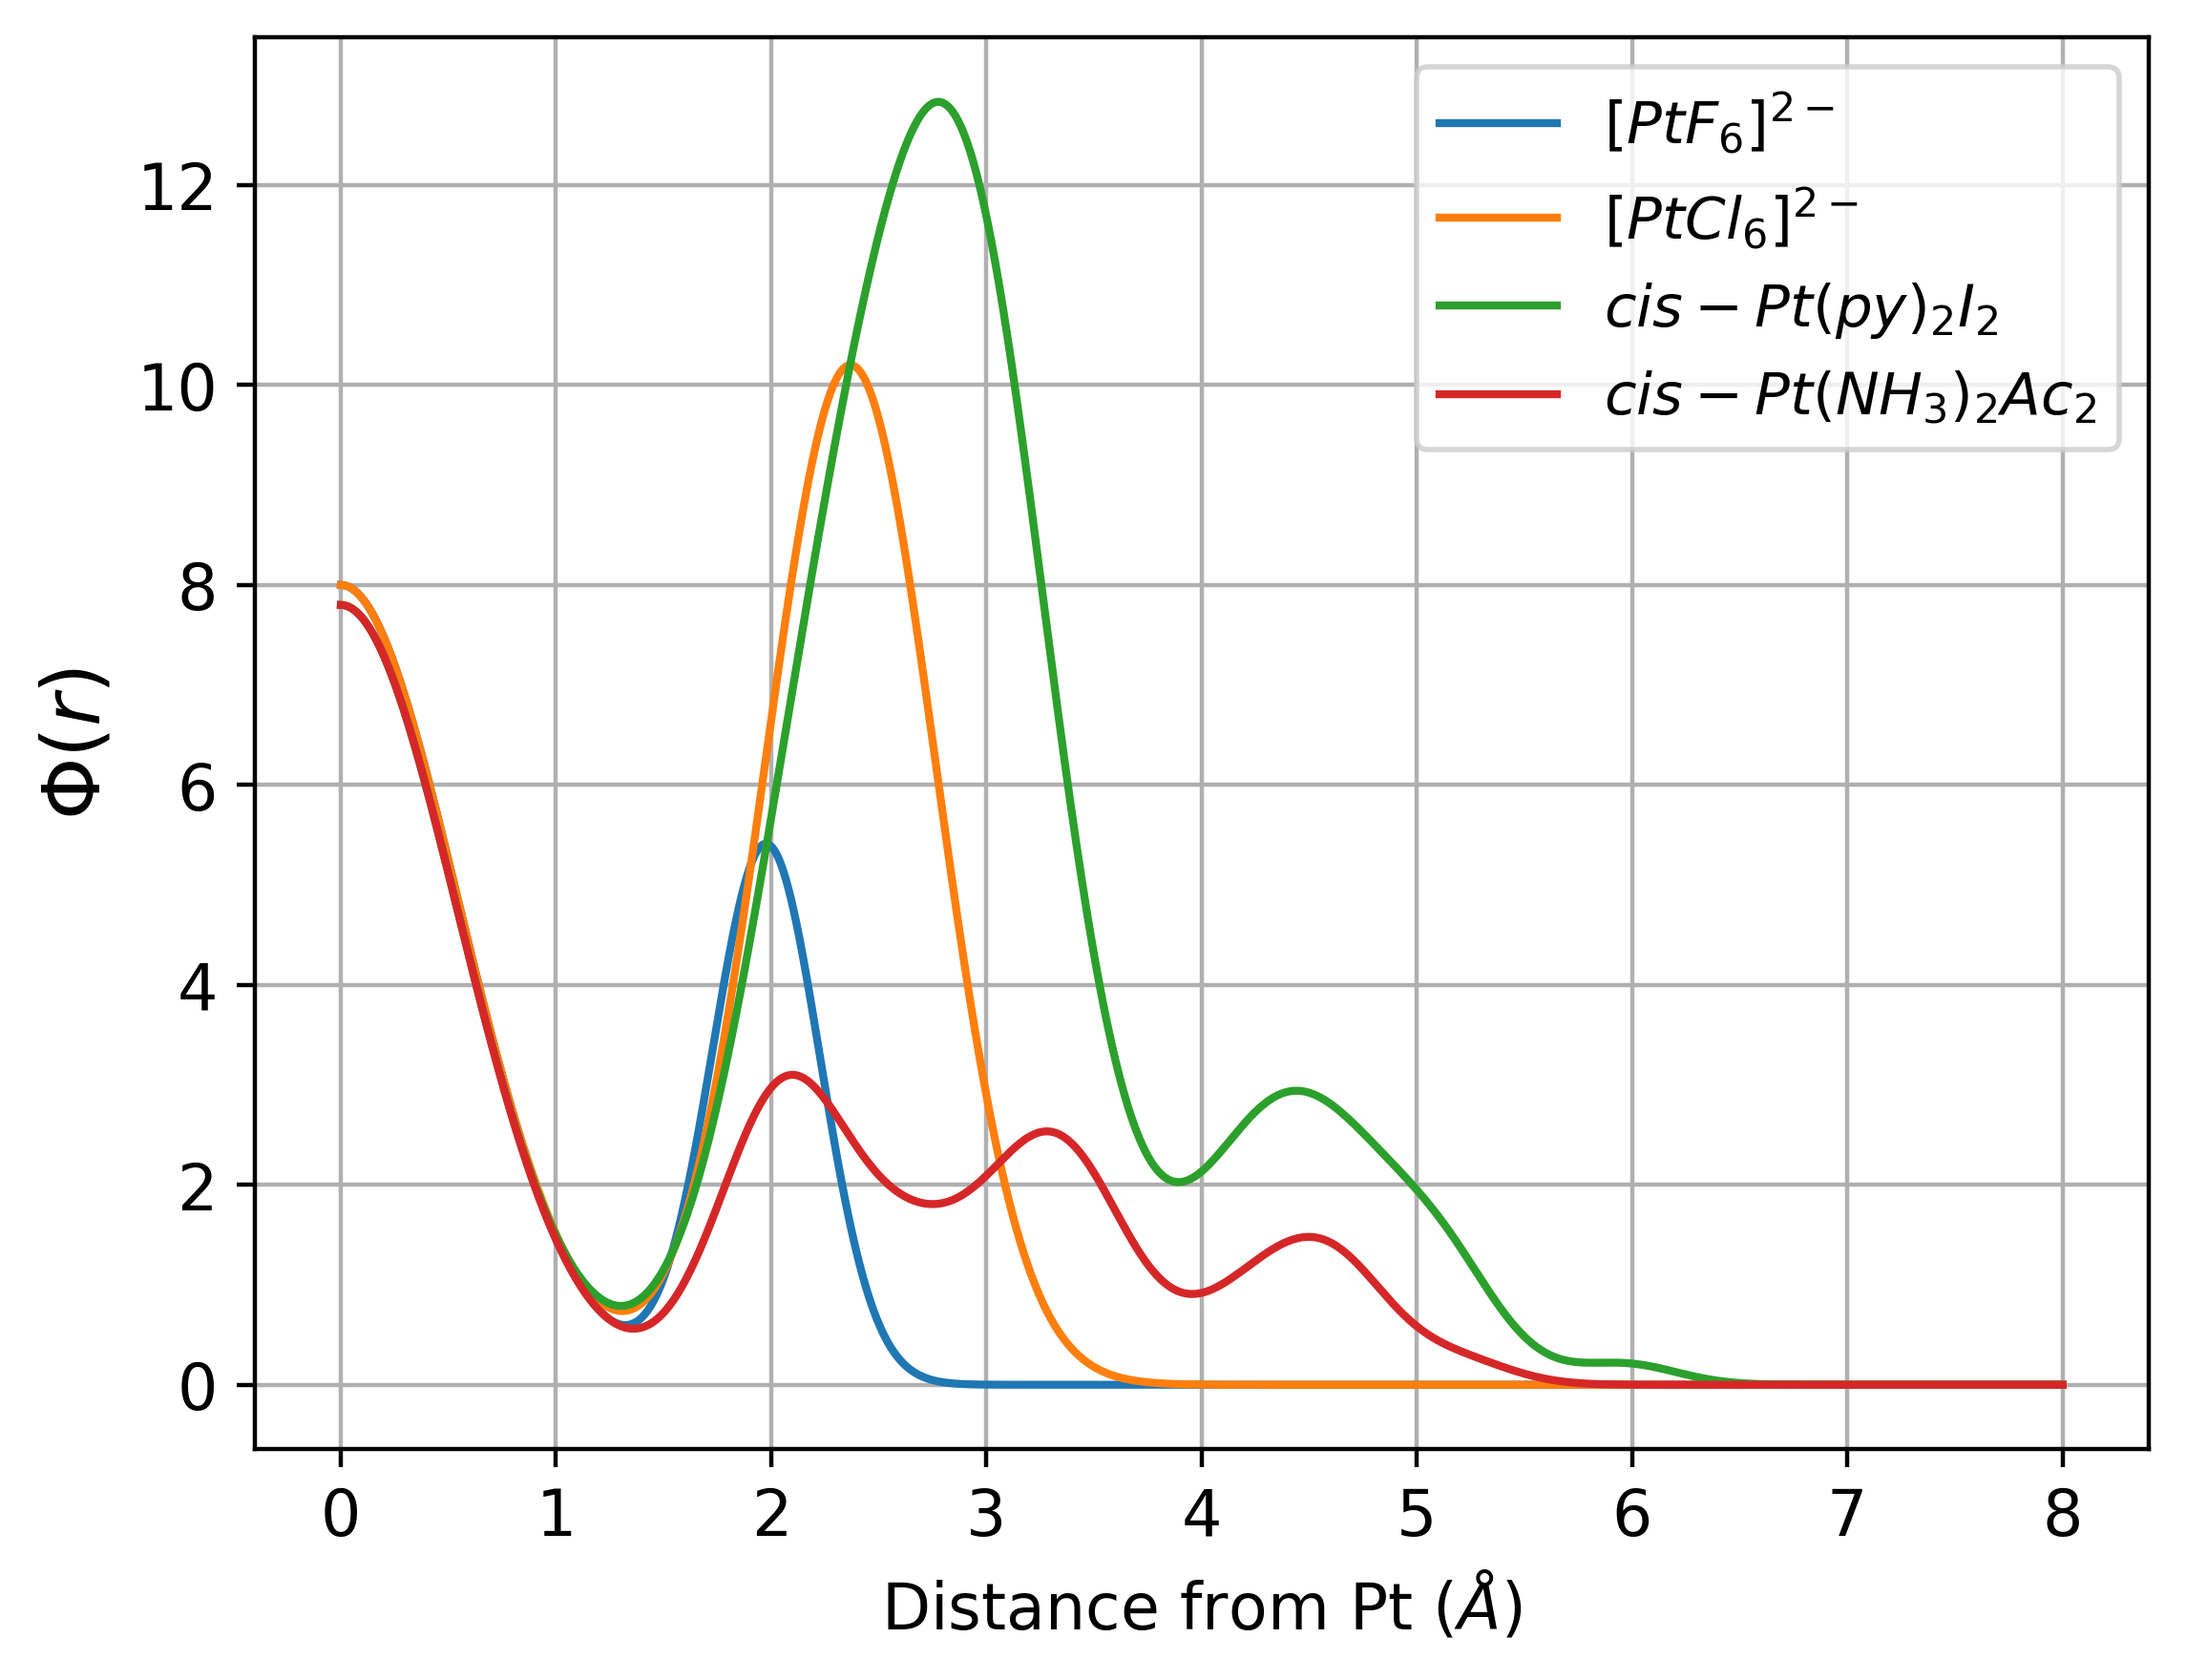 [PtF₆]²⁻
[PtCl₆]²⁻
cis − Pt(py)₂I₂
cis − Pt(NH₃)₂Ac₂
Φ(r)
12
10
8
6
4
2
0
0 1 2 3 4 5 6 7 8
Distance from Pt (Å)